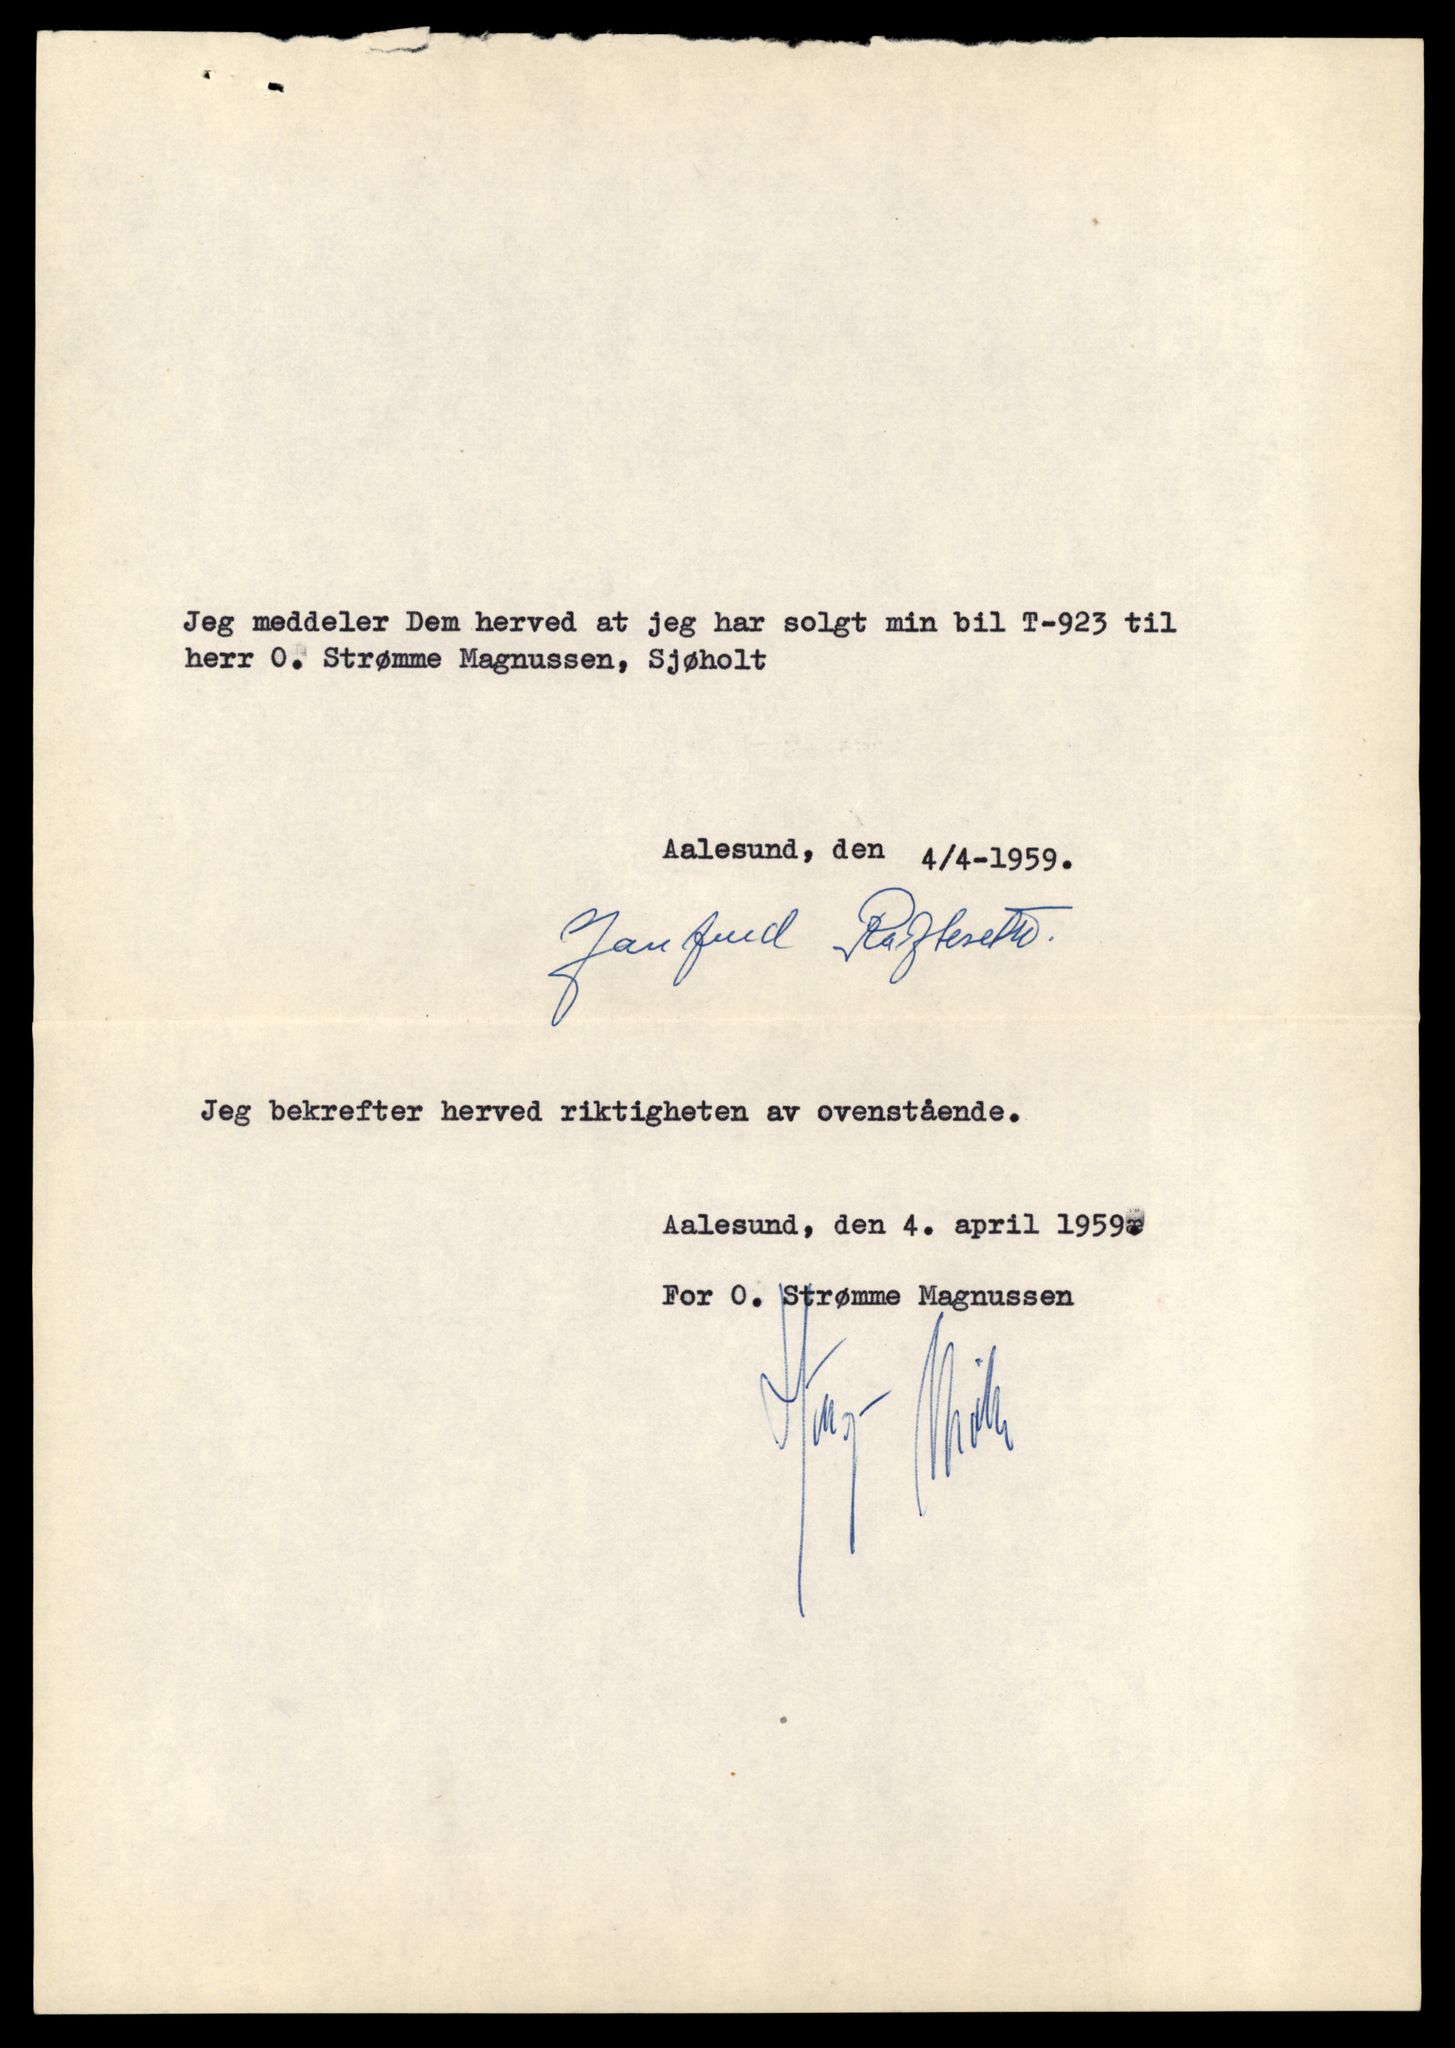 Jeg meddeler Dem herved at jeg har solgt min bil T-923 til
herr O. Strømme Magnussen, Sjøholt
Aalesund, den 4/4-1959.
Jeg bekrefter herved riktigheten av ovenstående.
Aalesund, den 4. april 1959.
For O. Strømme Magnussen